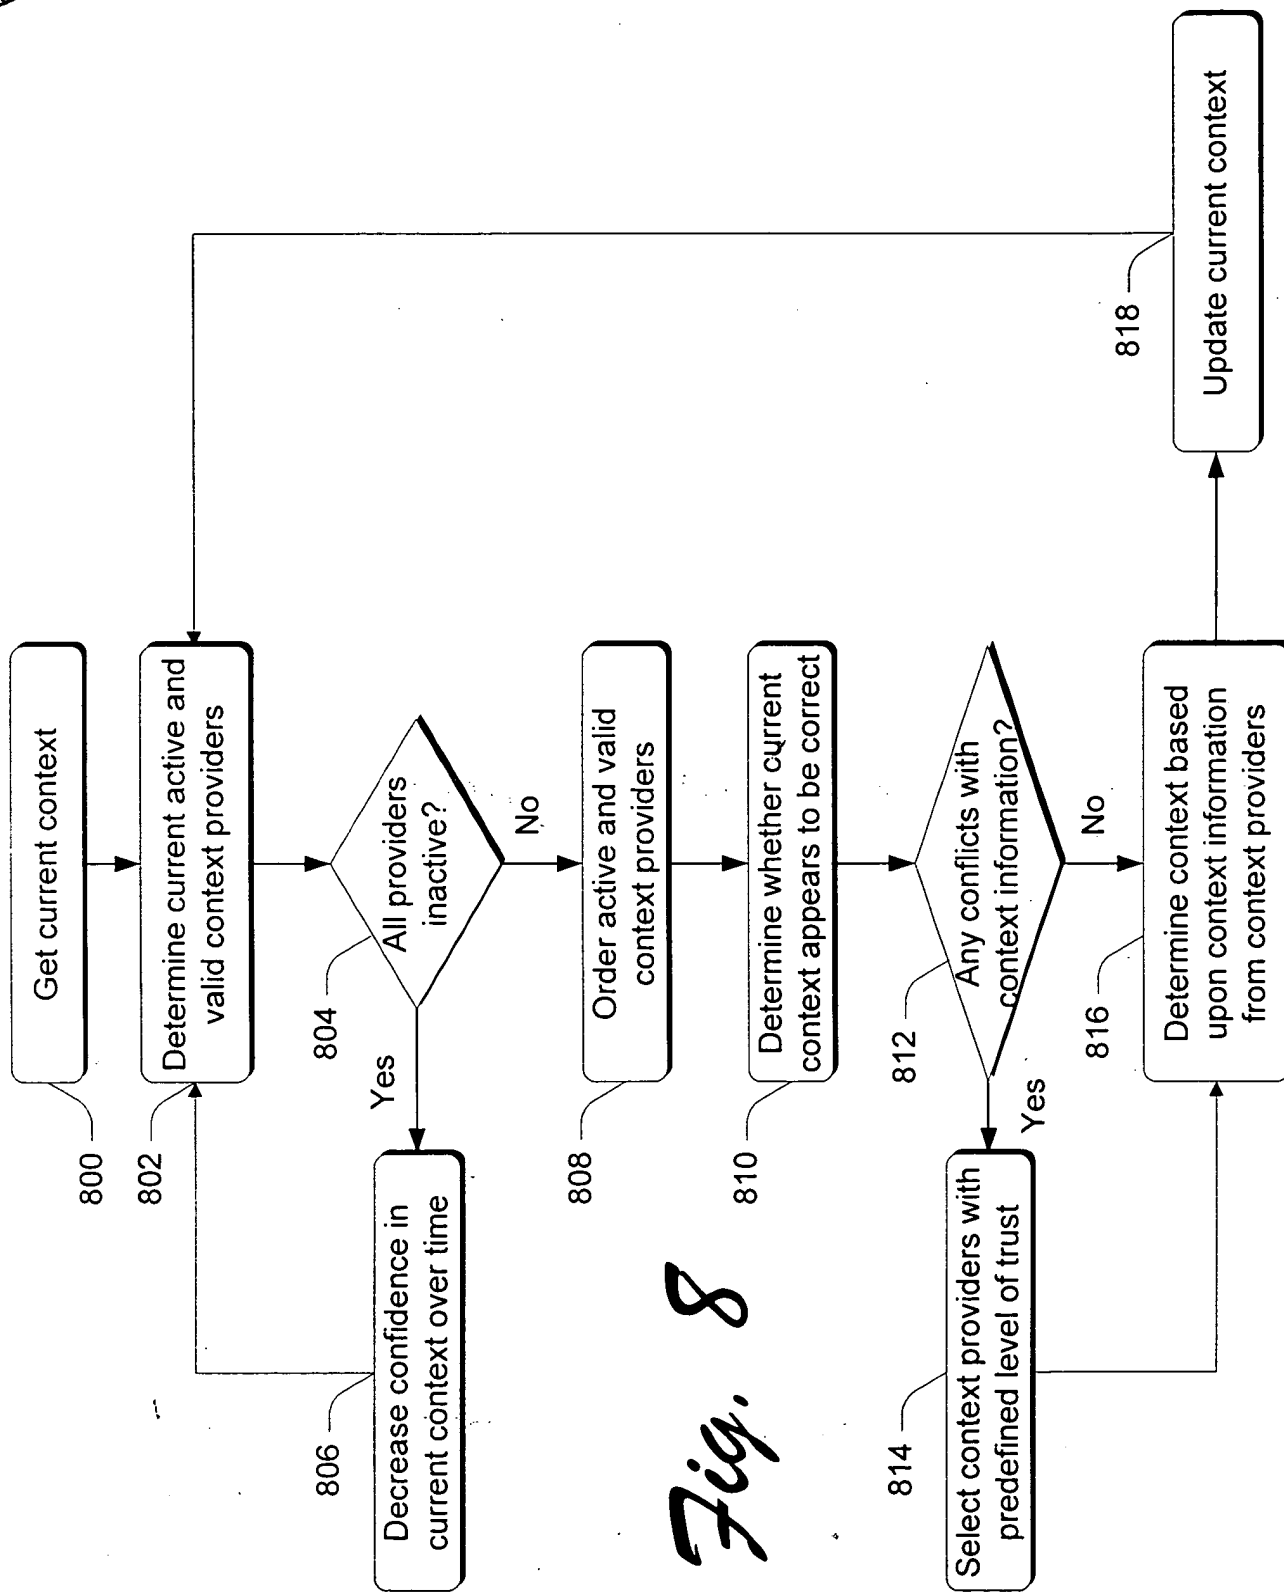 800
Get current context
802
Determine current active and
valid context providers
804
All providers
inactive?
Yes
No
806
Decrease confidence in
current context over time
808
Order active and valid
context providers
810
Determine whether current
context appears to be correct
812
Any conflicts with
context information?
Yes
No
814
Select context providers with
predefined level of trust
816
Determine context based
upon context information
from context providers
818
Update current context
Fig. 8